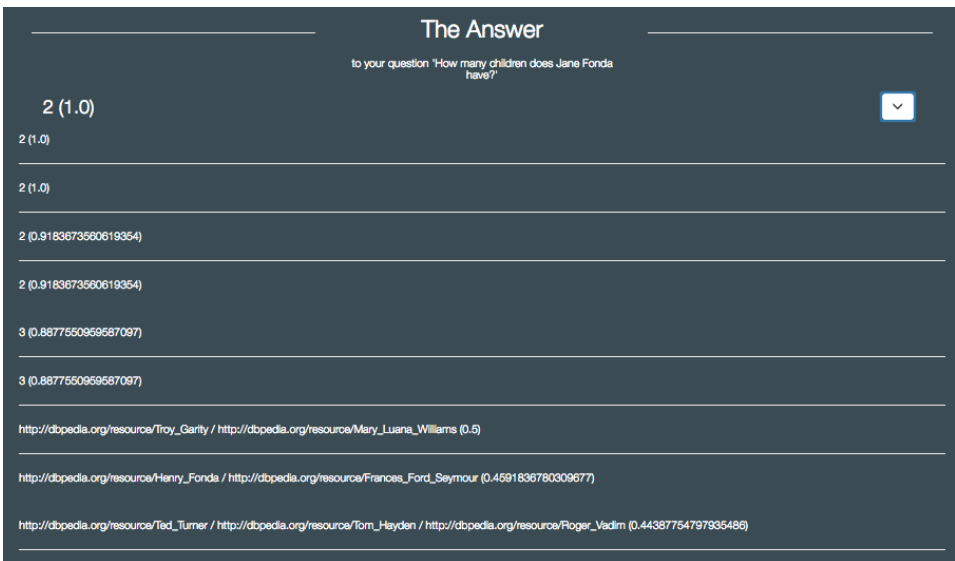 The Answer
to your question 'How many children does Jane Fonda
have?'
2 (1.0)
2 (1.0)
2 (1.0)
2 (0.9183673560619354)
2 (0.9183673560619354)
3 (0.8877550959587097)
3 (0.8877550959587097)
http://dbpedia.org/resource/Troy_Garity / http://dbpedia.org/resource/Mary_Luana_Williams (0.5)
http://dbpedia.org/resource/Henry_Fonda / http://dbpedia.org/resource/Frances_Ford_Seymour (0.4591836780309677)
http://dbpedia.org/resource/Ted_Turner / http://dbpedia.org/resource/Tom_Hayden / http://dbpedia.org/resource/Roger_Vadim (0.44387754797935486)